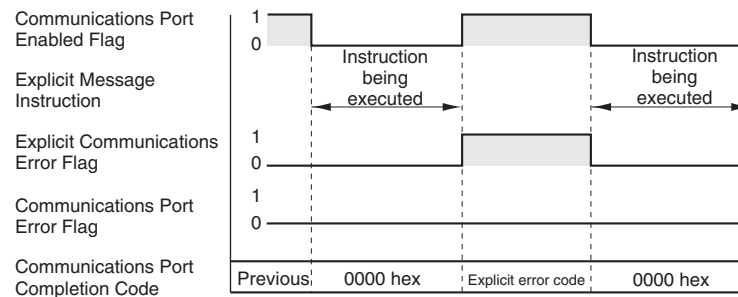 Communications Port
Enabled Flag
1
0
Instruction
being
executed
Instruction
being
executed
Explicit Message
Instruction
Explicit Communications
Error Flag
1
0
Communications Port
Error Flag
1
0
Communications Port
Completion Code
Previous
0000 hex
Explicit error code
0000 hex